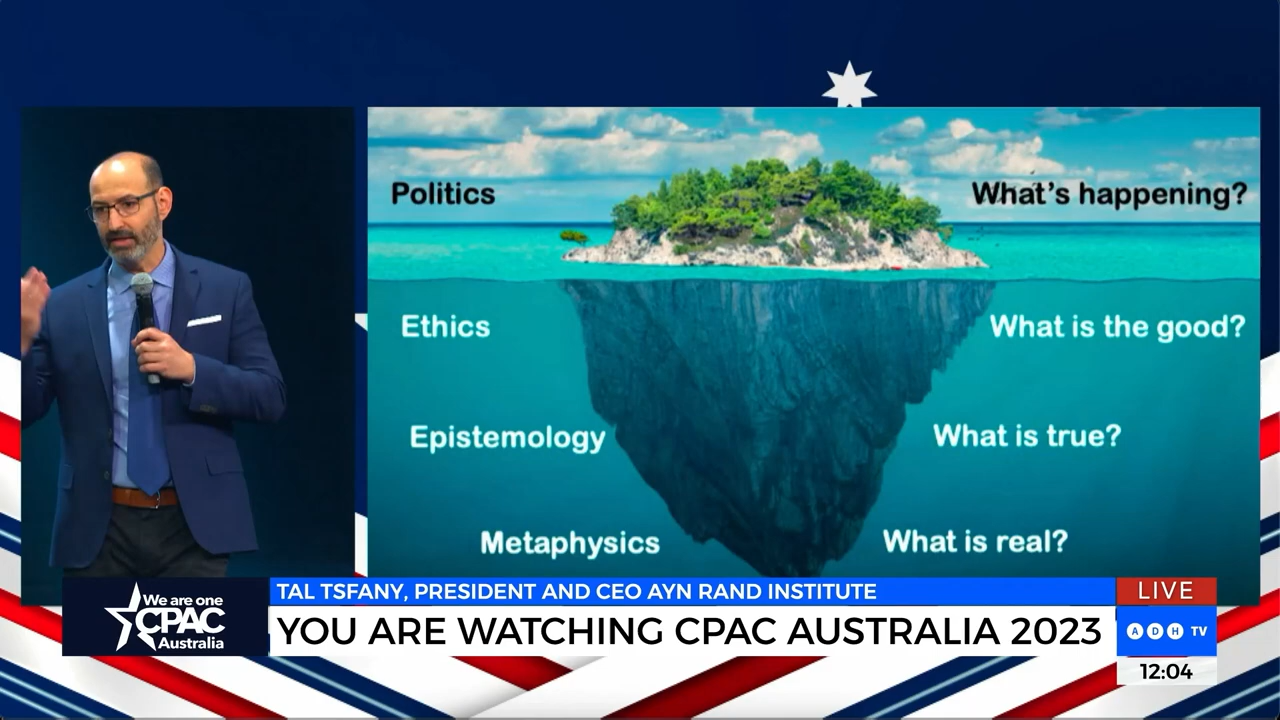 Politics
What's happening?
Ethics
What is the good?
Epistemology
What is true?
Metaphysics
What is real?
We are one
CPAC
Australia
TAL TSFANY, PRESIDENT AND CEO AYN RAND INSTITUTE
YOU ARE WATCHING CPAC AUSTRALIA 2023
LIVE
ADH TV
12:04